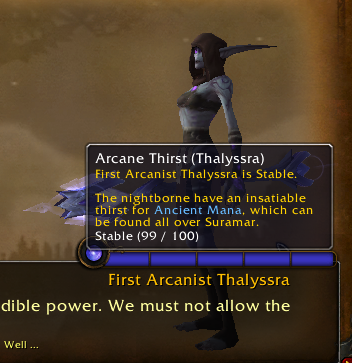 Arcane Thirst (Thalyssra)
First Arcanist Thalyssra is Stable.
The nightborne have an insatiable
thirst for Ancient Mana, which can
be found all over Suramar.
Stable (99 / 100)
First Arcanist Thalyssra
dible power. We must not allow the
Well ...